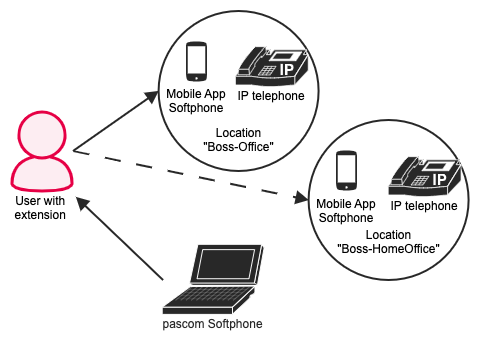 IP
Mobile App
Softphone
IP telephone
Location
"Boss-Office"
User with
extension
IP
Mobile App
Softphone
IP telephone
Location
"Boss-HomeOffice"
pascom Softphone